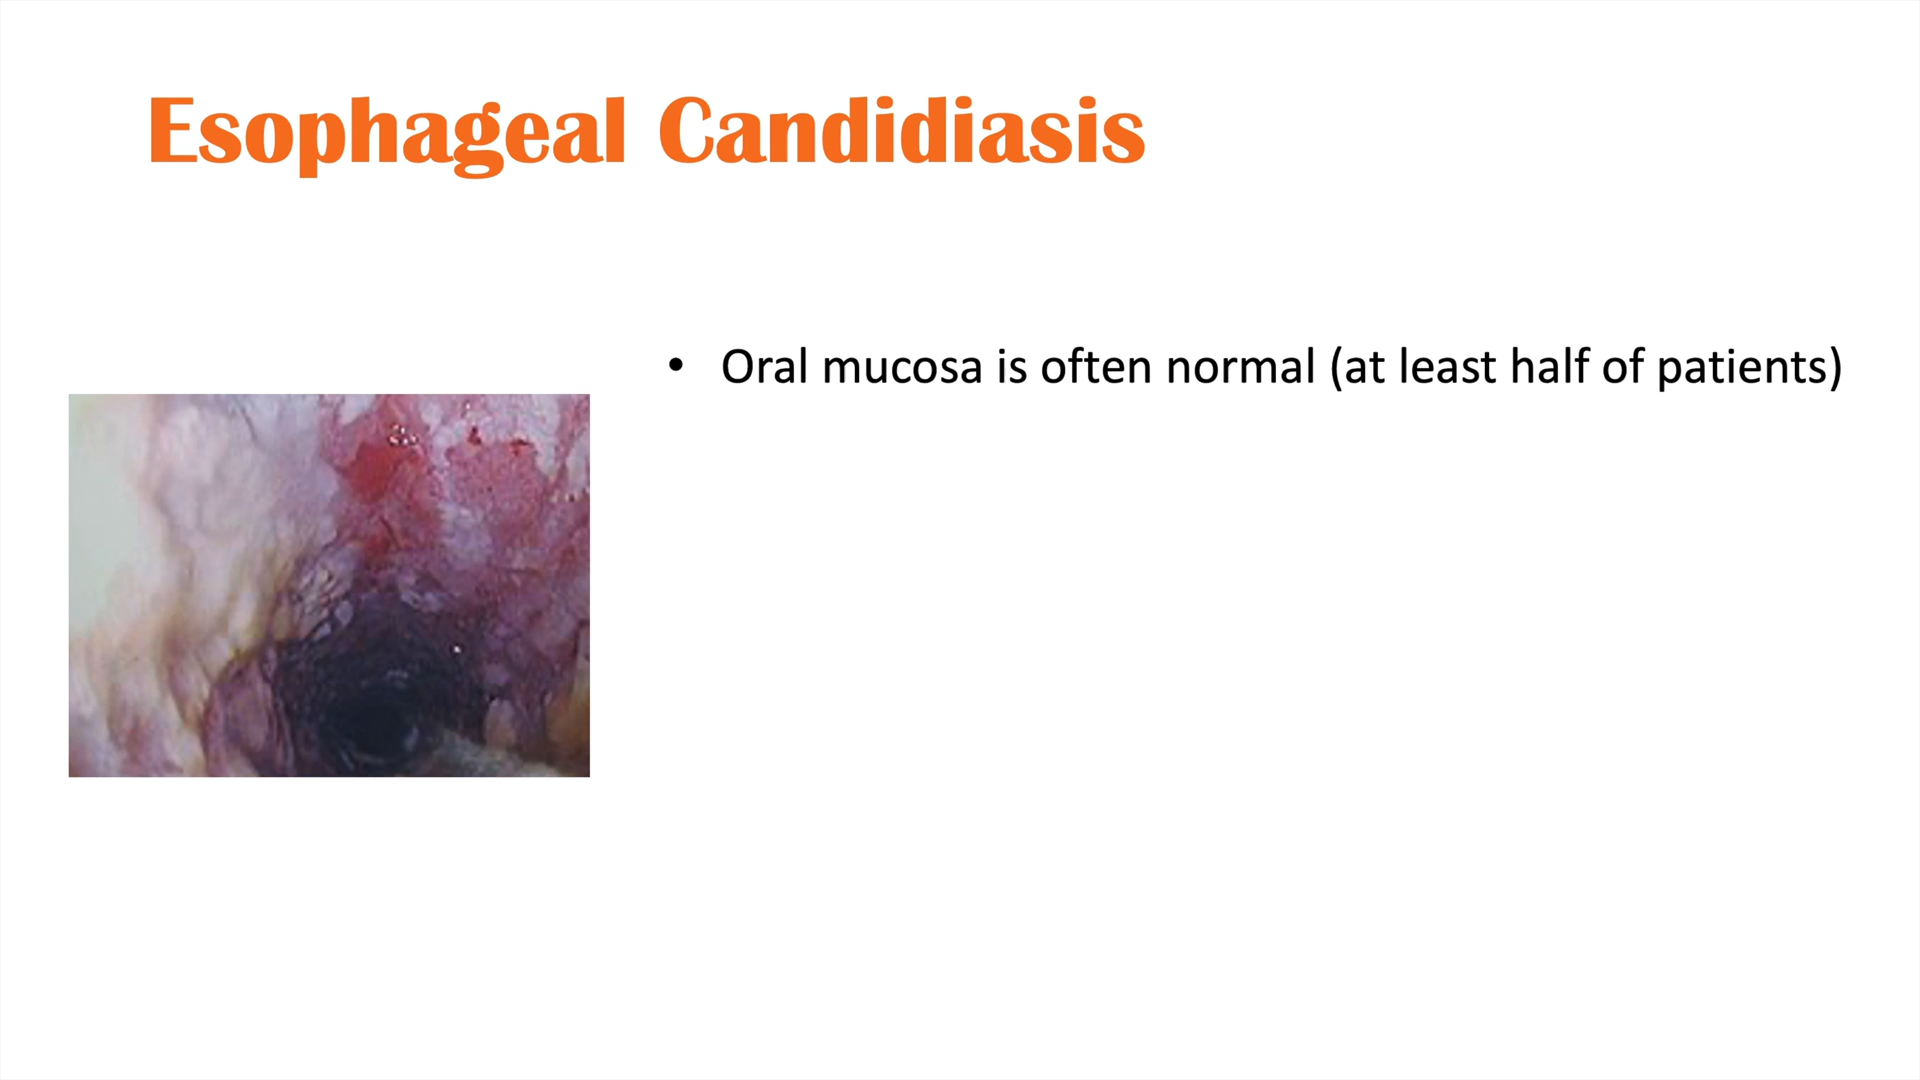 Esophageal Candidiasis
• Oral mucosa is often normal (at least half of patients)